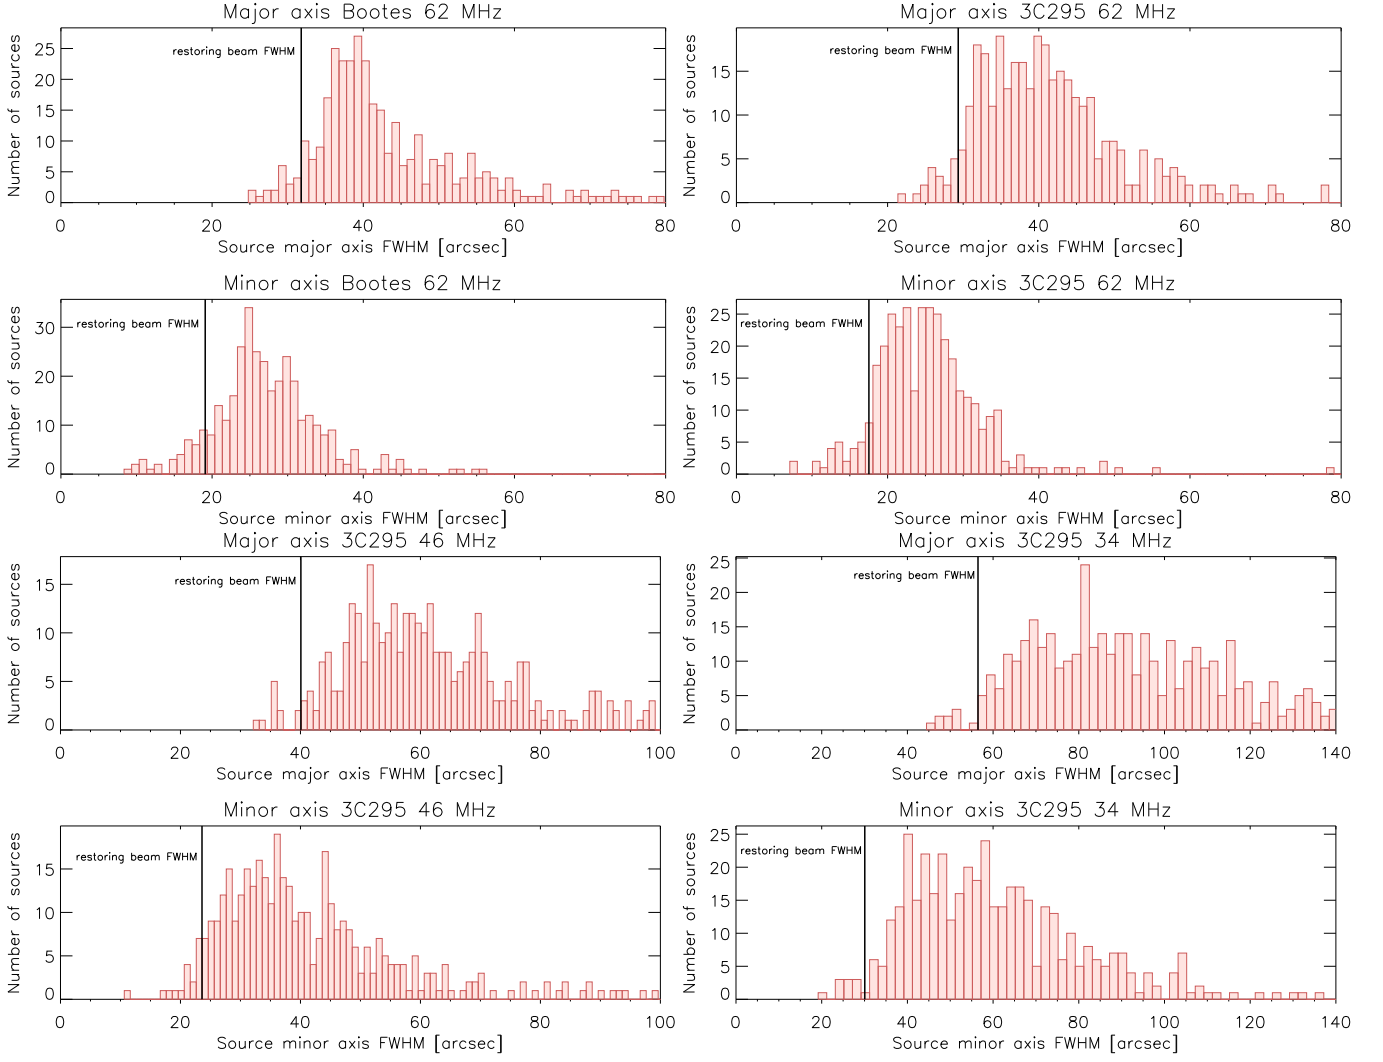 Major axis Bootes 62 MHz
Number of sources
restoring beam FWHM
25
20
15
10
5
0
0 20 40 60 80
Source major axis FWHM [arcsec]
Major axis 3C295 62 MHz
Number of sources
restoring beam FWHM
15
10
5
0
0 20 40 60 80
Source major axis FWHM [arcsec]
Minor axis Bootes 62 MHz
Number of sources
restoring beam FWHM
30
20
10
0
0 20 40 60 80
Source minor axis FWHM [arcsec]
Minor axis 3C295 62 MHz
Number of sources
restoring beam FWHM
25
20
15
10
5
0
0 20 40 60 80
Source minor axis FWHM [arcsec]
Major axis 3C295 46 MHz
Number of sources
restoring beam FWHM
15
10
5
0
0 20 40 60 80 100
Source major axis FWHM [arcsec]
Major axis 3C295 34 MHz
Number of sources
restoring beam FWHM
25
20
15
10
5
0
0 20 40 60 80 100 120 140
Source major axis FWHM [arcsec]
Minor axis 3C295 46 MHz
Number of sources
restoring beam FWHM
15
10
5
0
0 20 40 60 80 100
Source minor axis FWHM [arcsec]
Minor axis 3C295 34 MHz
Number of sources
restoring beam FWHM
25
20
15
10
5
0
0 20 40 60 80 100 120 140
Source minor axis FWHM [arcsec]